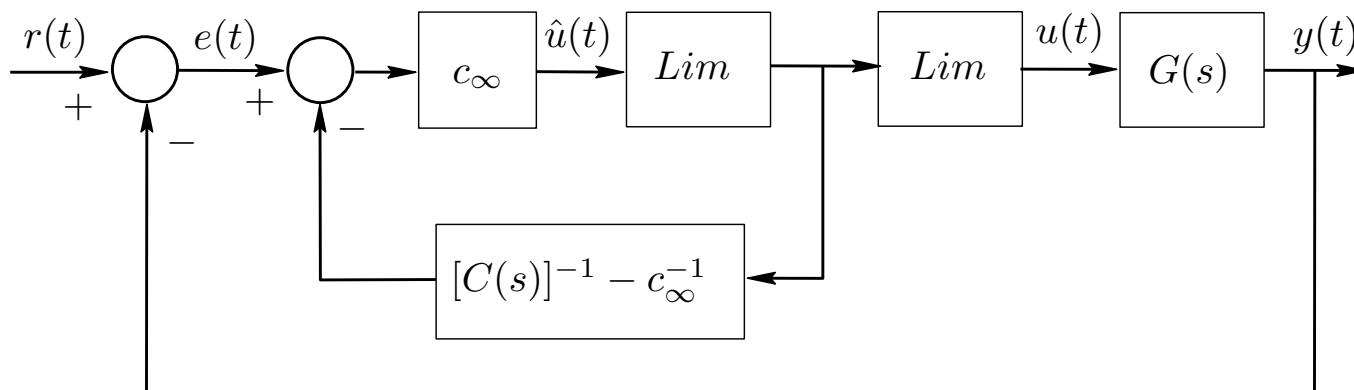 r(t)
e(t)
û(t)
u(t)
y(t)
+
−
+
−
c∞
Lim
Lim
G(s)
[C(s)]⁻¹ − c∞⁻¹